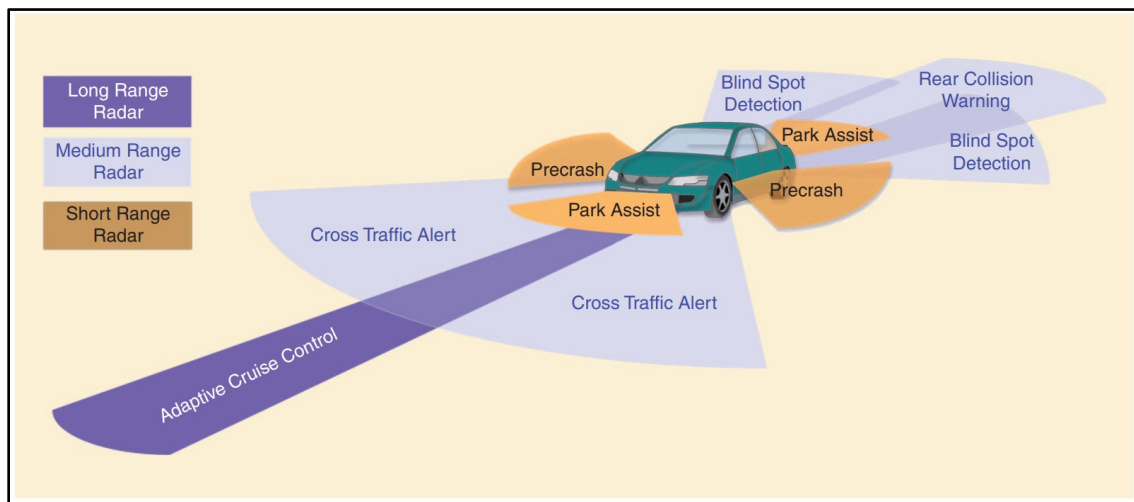 Long Range
Radar
Medium Range
Radar
Short Range
Radar
Blind Spot
Detection
Rear Collision
Warning
Park Assist
Blind Spot
Detection
Precrash
Precrash
Park Assist
Cross Traffic Alert
Cross Traffic Alert
Adaptive Cruise Control